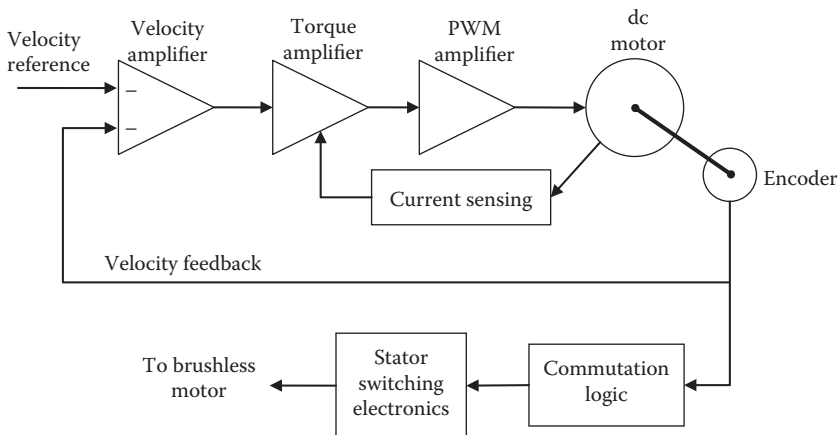 Velocity
reference
Velocity
amplifier
Torque
amplifier
PWM
amplifier
dc
motor
–
–
Current sensing
Encoder
Velocity feedback
To brushless
motor
Stator
switching
electronics
Commutation
logic